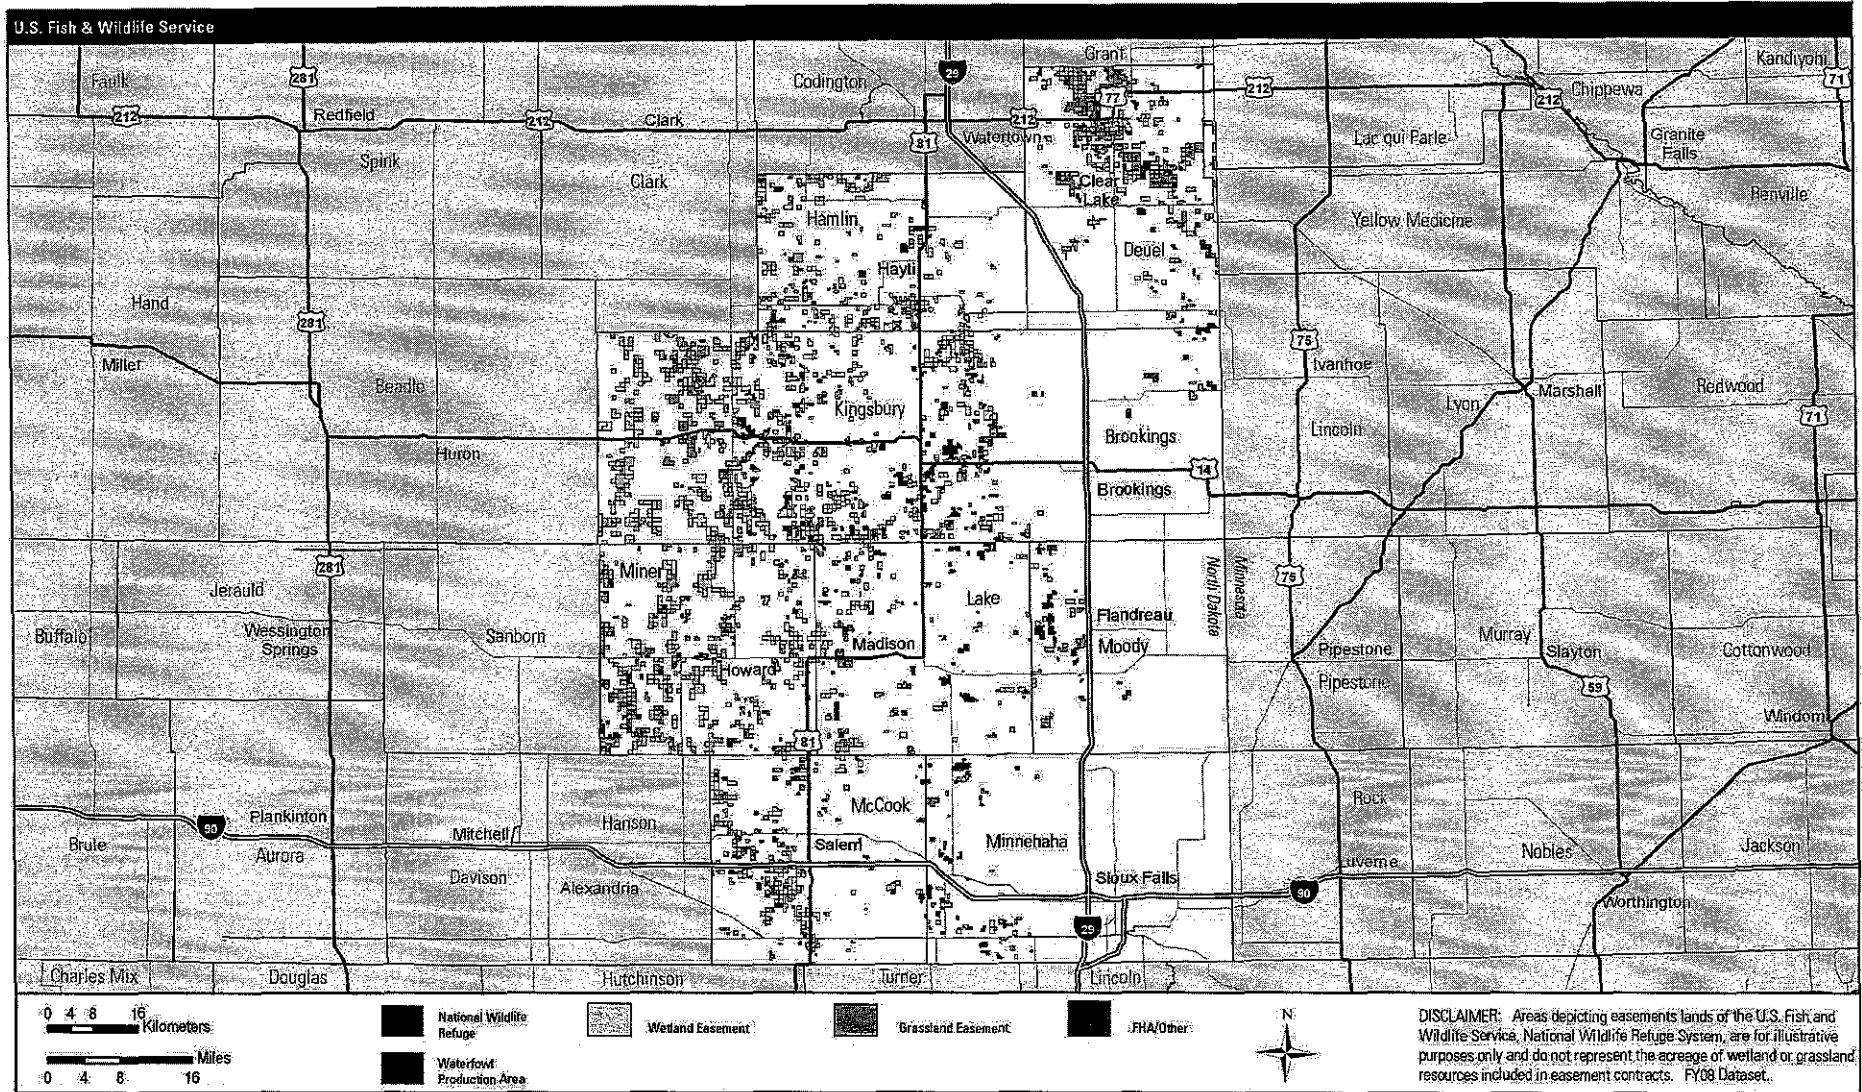 U.S. Fish & Wildlife Service
Grant
Kandiyohi
Faulk
281
Codington
29
77
212
71
Chippewa
212
Redfield
212
Clark
212
212
Watertown
81
Lac qui Parle
Granite
Falls
Spink
Clark
Clear
Lake
Renville
Hamlin
Yellow Medicine
Deuel
Hayti
Hand
281
75
Ivanhoe
Miller
Beadle
Kingsbury
Lyon
Marshall
Redwood
71
Brookings
Lincoln
Huron
14
Brookings
281
Miner
North Dakota
Minnesota
75
Jerauld
Lake
Flandreau
Buffalo
Wessington
Springs
Sanborn
Madison
Moody
Pipestone
Murray
Slayton
Cottonwood
Howard
Pipestone
59
Windom
81
McCook
Rock
Plankinton
90
Mitchell
Hanson
Brule
Aurora
Salem
Minnehaha
Luverne
Nobles
Jackson
Davison
Alexandria
Sioux Falls
90
Worthington
29
Charles Mix
Douglas
Hutchinson
Turner
Lincoln
0 4 8 16
Kilometers
Miles
0 4 8 16
National Wildlife
Refuge
Waterfowl
Production Area
Wetland Easement
Grassland Easement
FHA/Other
N
DISCLAIMER: Areas depicting easements lands of the U.S. Fish and
Wildlife Service, National Wildlife Refuge System, are for illustrative
purposes only and do not represent the acreage of wetland or grassland
resources included in easement contracts. FY08 Dataset.